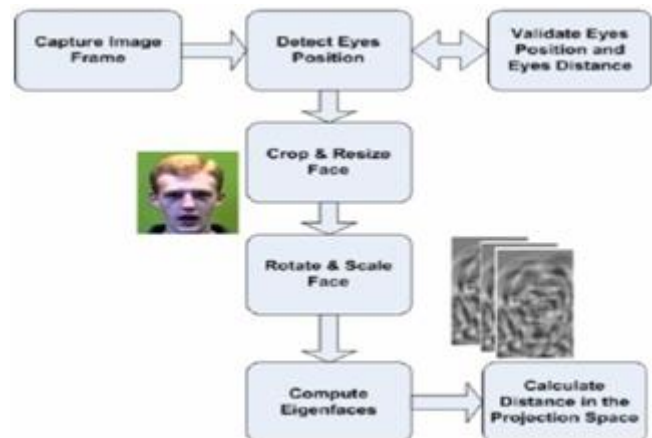 Capture Image
Frame
Detect Eyes
Position
Validate Eyes
Position and
Eyes Distance
Crop & Resize
Face
Rotate & Scale
Face
Compute
Eigenfaces
Calculate
Distance in the
Projection Space